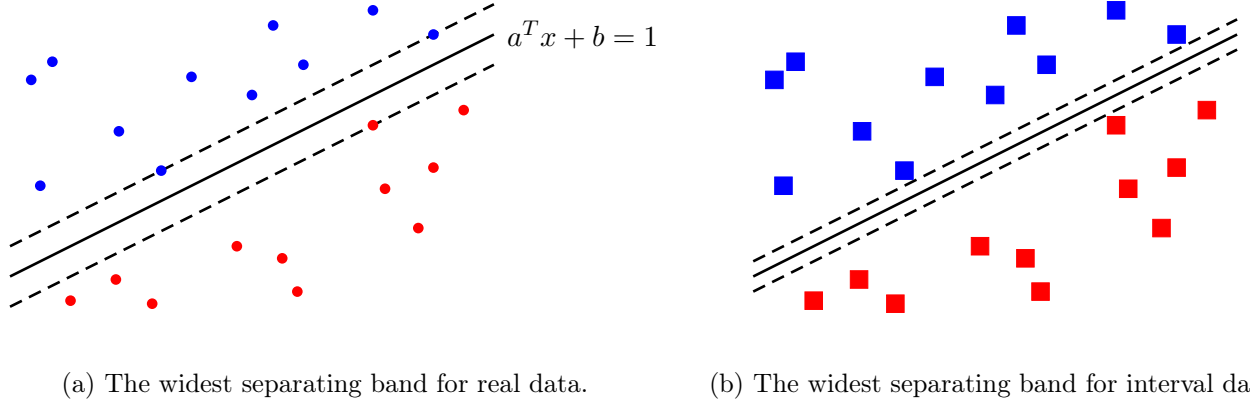 $a^T x + b = 1$
(a) The widest separating band for real data.
(b) The widest separating band for interval da